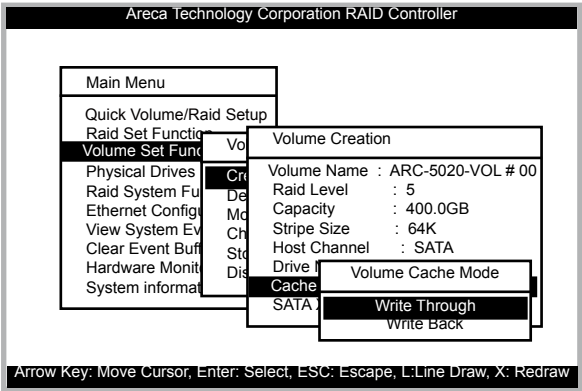 Areca Technology Corporation RAID Controller
Main Menu
Quick Volume/Raid Setup
Raid Set Function
Volume Set Func
Physical Drives
Raid System Fu
Ethernet Configu
View System Ev
Clear Event Buff
Hardware Monit
System informat
Vo
Cre
De
Mo
Ch
Sto
Dis
Volume Creation
Volume Name : ARC-5020-VOL # 00
Raid Level : 5
Capacity : 400.0GB
Stripe Size : 64K
Host Channel : SATA
Drive
Cache
SATA
Volume Cache Mode
Write Through
Write Back
Arrow Key: Move Cursor, Enter: Select, ESC: Escape, L:Line Draw, X: Redraw